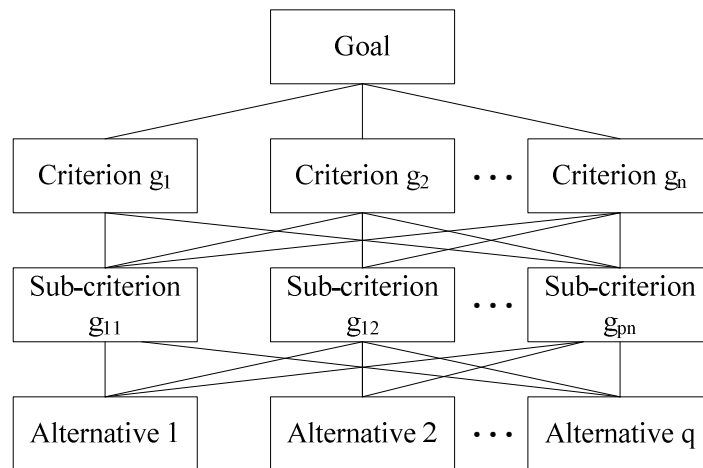 Goal
Criterion g₁
Criterion g₂
...
Criterion gₙ
Sub-criterion
g₁₁
Sub-criterion
g₁₂
...
Sub-criterion
gₚₙ
Alternative 1
Alternative 2
...
Alternative q